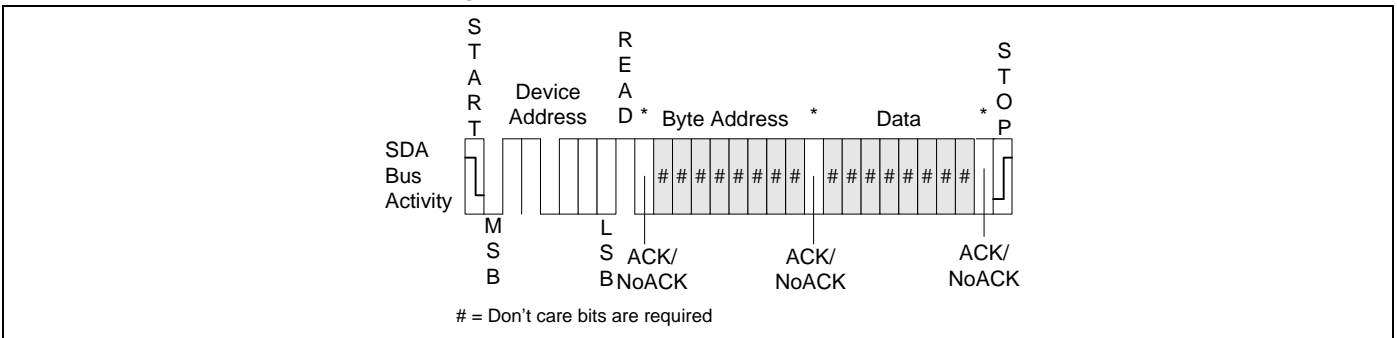 START
READ
STOP
Device
Address
* Byte Address * Data *
SDA
Bus
Activity
# # # # # # # # # # # # # # # #
MSB
LSB
ACK/
NoACK
ACK/
NoACK
ACK/
NoACK
# = Don't care bits are required